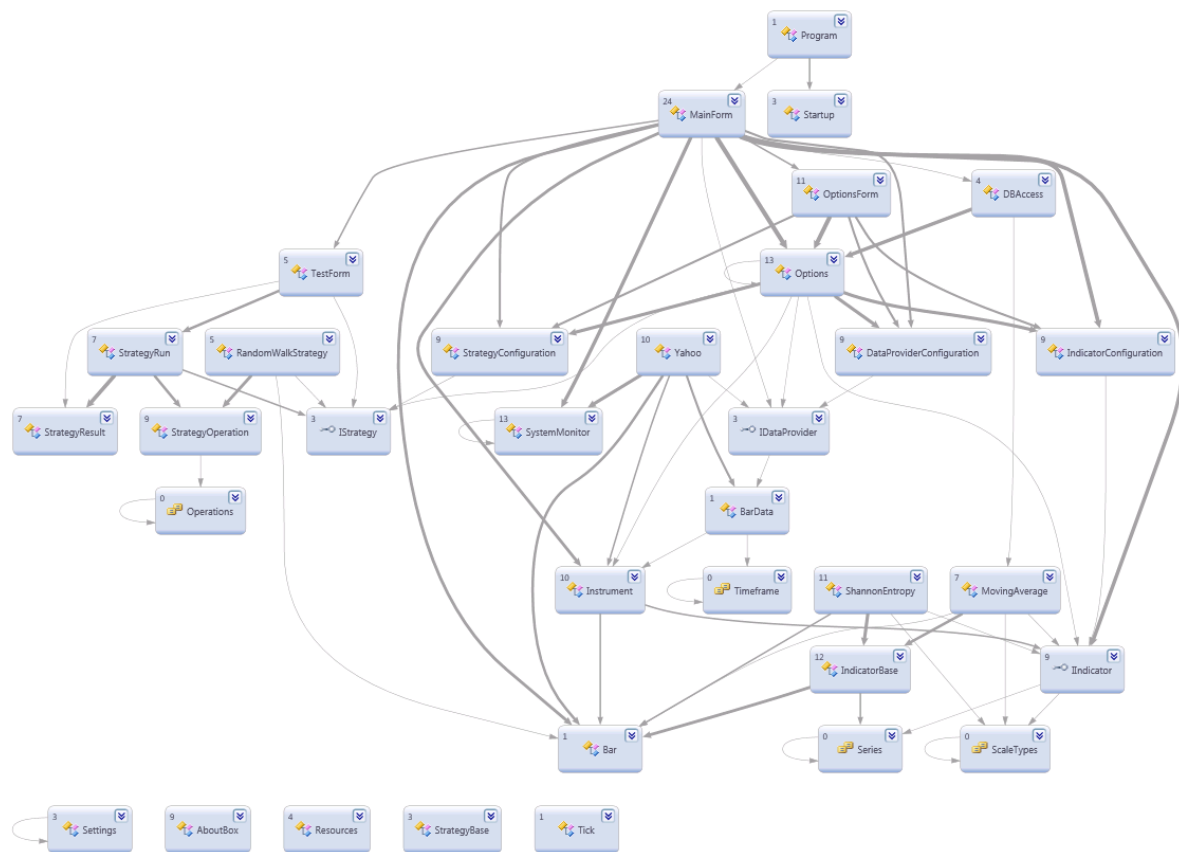 1
Program
24
MainForm
3
Startup
11
OptionsForm
4
DBAccess
5
TestForm
13
Options
7
StrategyRun
5
RandomWalkStrategy
9
StrategyConfiguration
10
Yahoo
9
DataProviderConfiguration
9
IndicatorConfiguration
7
StrategyResult
9
StrategyOperation
3
IStrategy
13
SystemMonitor
3
IDataProvider
0
Operations
1
BarData
10
Instrument
0
Timeframe
11
ShannonEntropy
7
MovingAverage
12
IndicatorBase
9
IIndicator
1
Bar
0
Series
0
ScaleTypes
3
Settings
9
AboutBox
4
Resources
3
StrategyBase
1
Tick